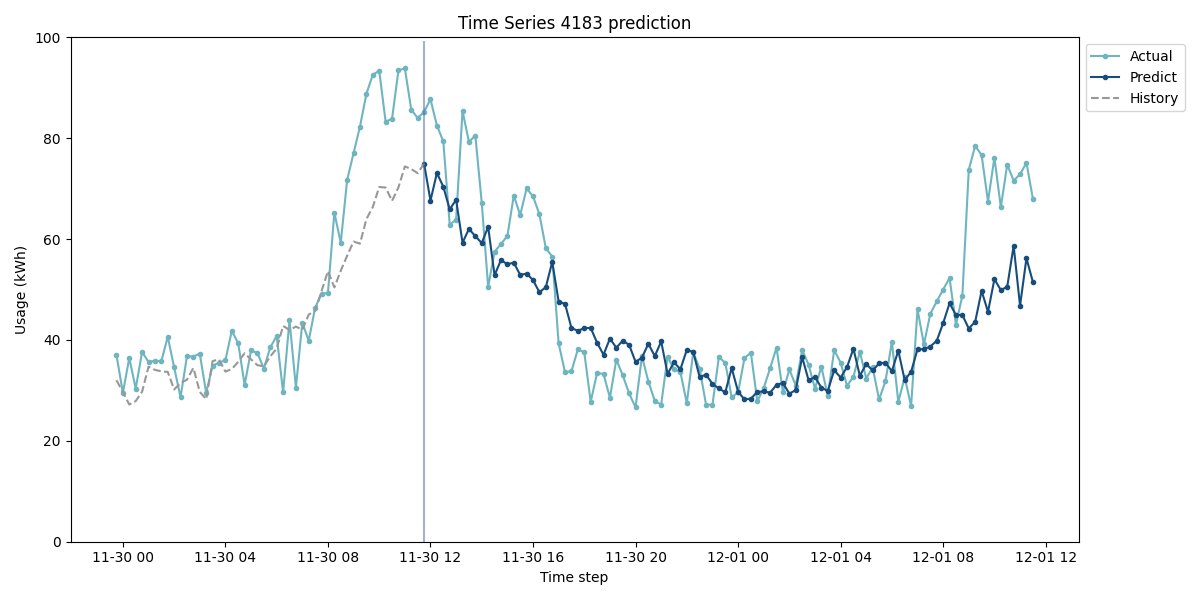 Time Series 4183 prediction
100
80
60
40
20
0
Usage (kWh)
11-30 00
11-30 04
11-30 08
11-30 12
11-30 16
11-30 20
12-01 00
12-01 04
12-01 08
12-01 12
Time step
Actual
Predict
History